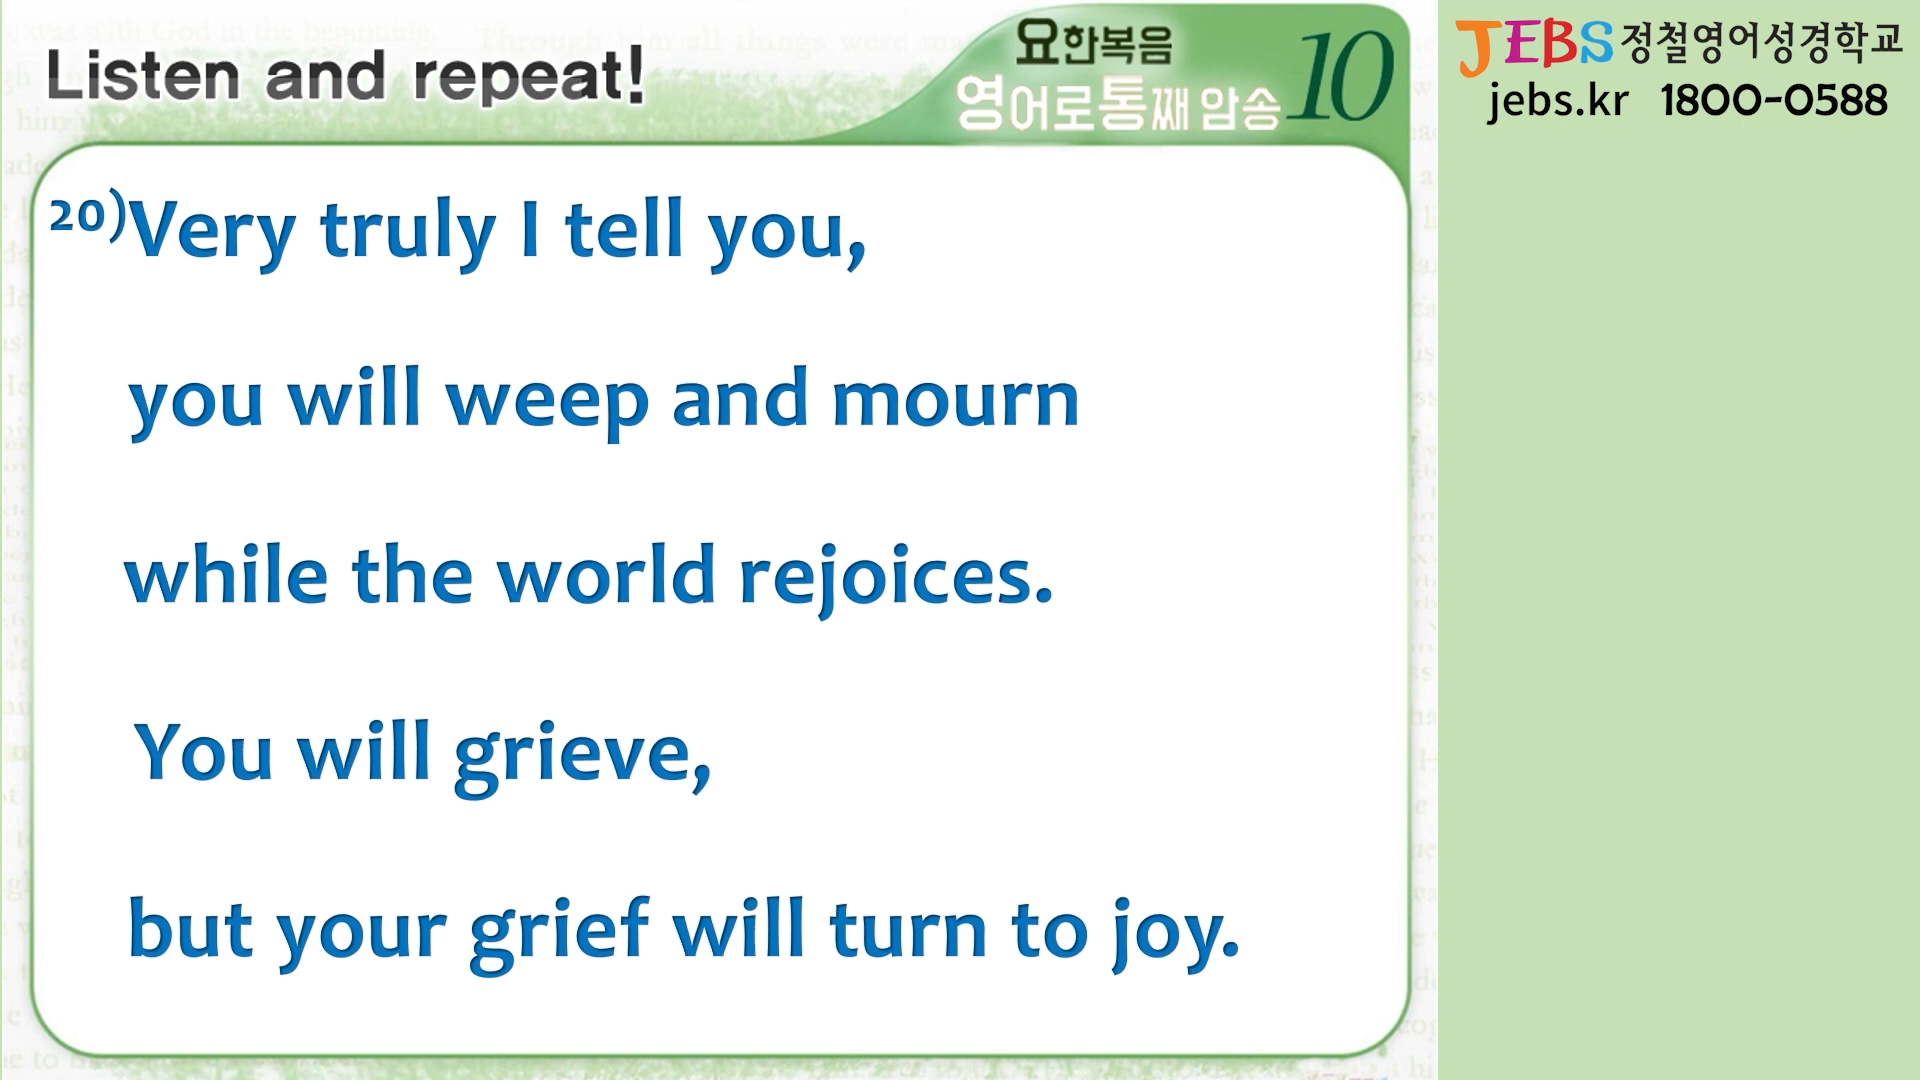 Listen and repeat!
요한복음
영어로통째암송 10
JEBS 정철영어성경학교
jebs.kr 1800-0588
20)Very truly I tell you,
you will weep and mourn
while the world rejoices.
You will grieve,
but your grief will turn to joy.